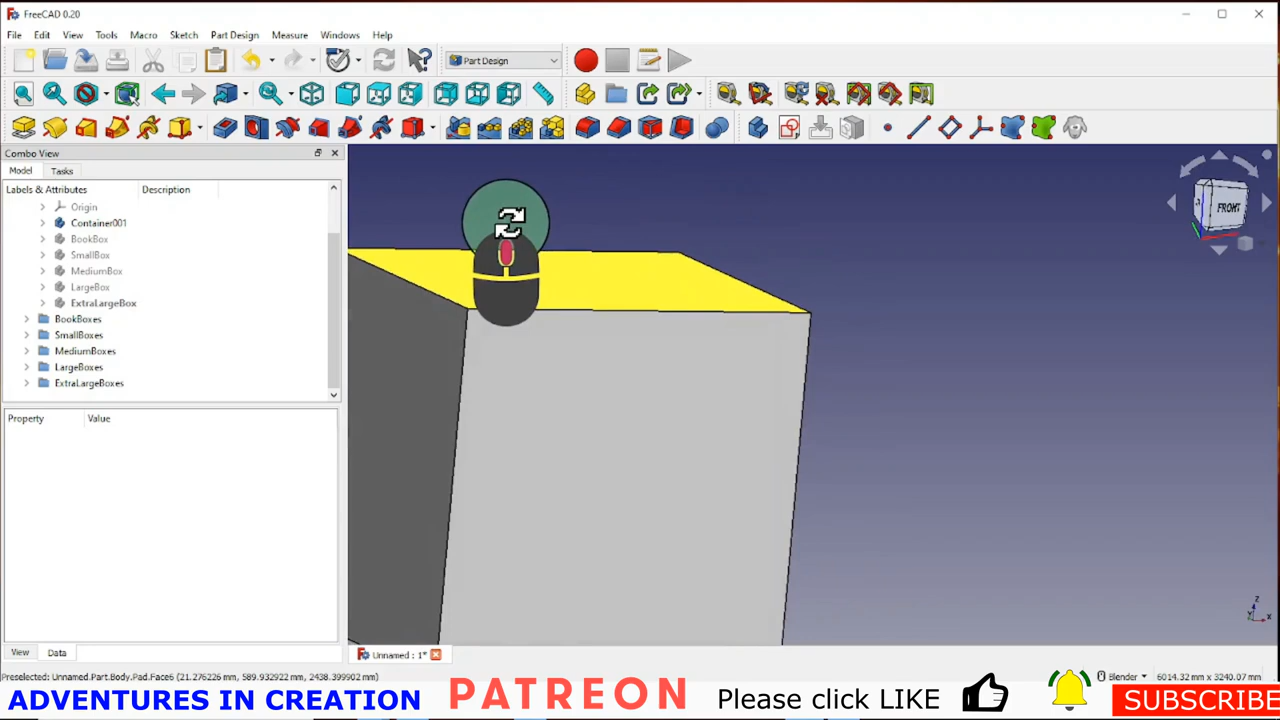 FreeCAD 0.20
File Edit View Tools Macro Sketch Part Design Measure Windows Help
Part Design
Combo View
Model Tasks
Labels & Attributes Description
Origin
Container001
BookBox
SmallBox
MediumBox
LargeBox
ExtraLargeBox
BookBoxes
SmallBoxes
MediumBoxes
LargeBoxes
ExtraLargeBoxes
Property Value
FRONT
Z
X
View Data
Unnamed : 1*
Preselected: Unnamed.Part.Body.Pad.Face6 (21.276226 mm, 589.932922 mm, 2438.399902 mm)
Blender
6014.32 mm x 3240.07 mm
ADVENTURES IN CREATION PATREON Please click LIKE SUBSCRIBE